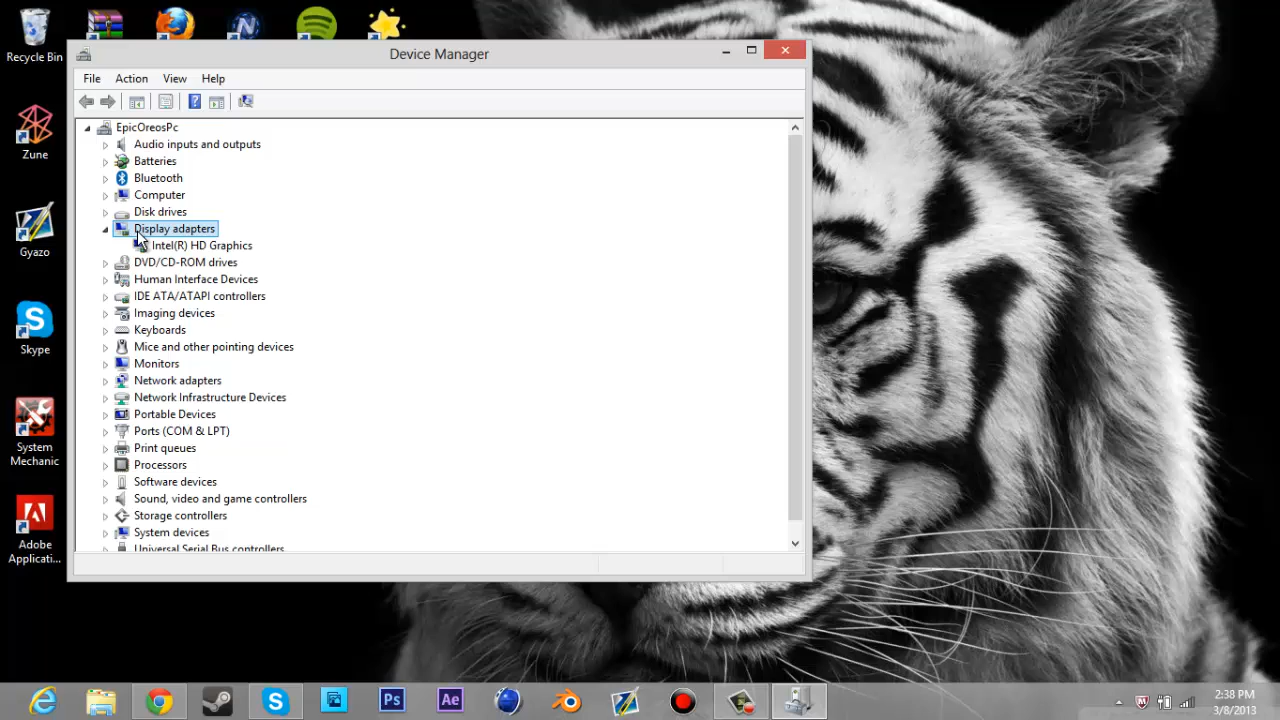 Recycle Bin
Zune
Gyazo
Skype
System
Mechanic
Adobe
Applicati...
Device Manager
File Action View Help
EpicOreosPc
Audio inputs and outputs
Batteries
Bluetooth
Computer
Disk drives
Display adapters
Intel(R) HD Graphics
DVD/CD-ROM drives
Human Interface Devices
IDE ATA/ATAPI controllers
Imaging devices
Keyboards
Mice and other pointing devices
Monitors
Network adapters
Network Infrastructure Devices
Portable Devices
Ports (COM & LPT)
Print queues
Processors
Software devices
Sound, video and game controllers
Storage controllers
System devices
Universal Serial Bus controllers
Ps
Ae
2:38 PM
3/8/2013